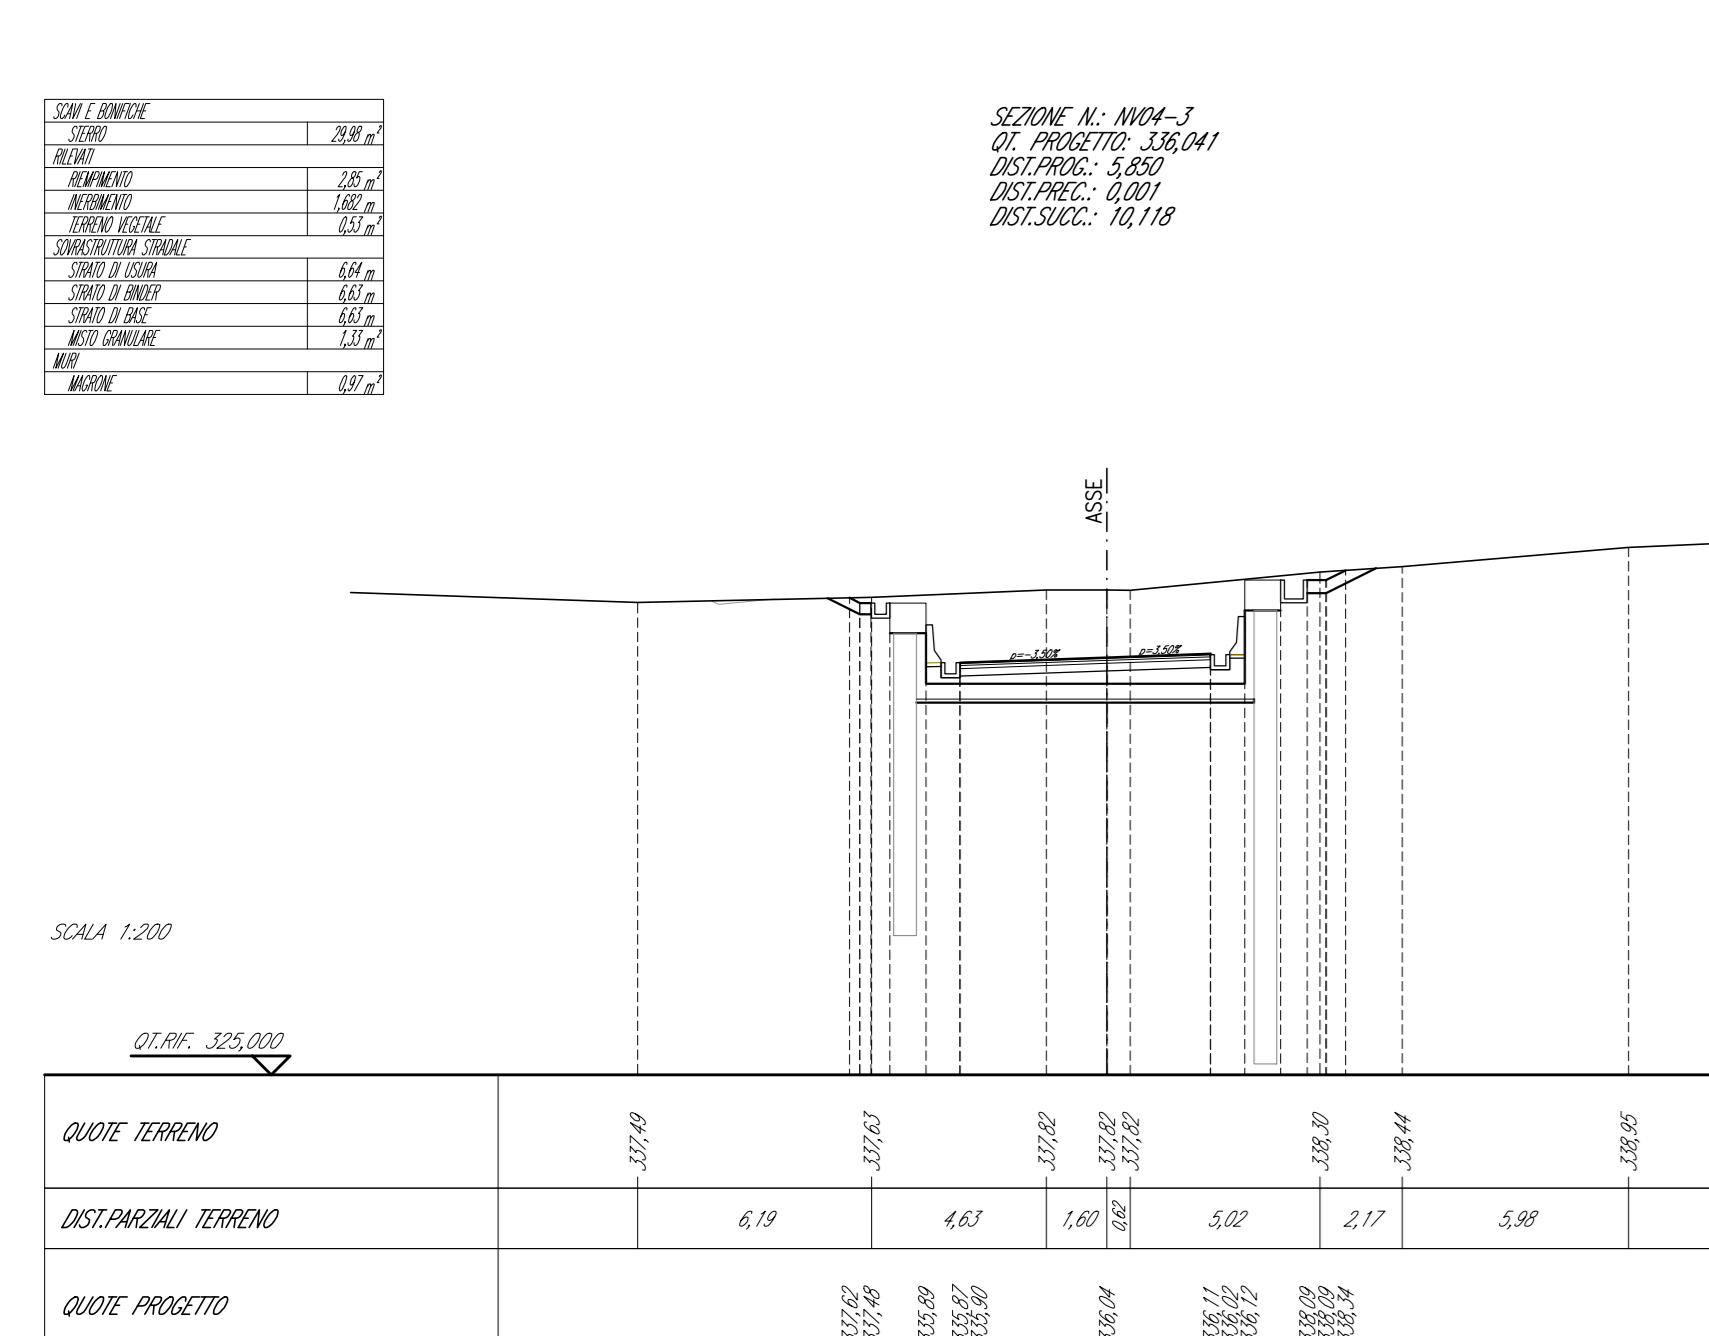 SCAVI E BONIFICHE
STERRO 29,98 m²
RILEVATI
RIEMPIMENTO 2,85 m²
INERBIMENTO 1,682 m
TERRENO VEGETALE 0,53 m²
SOVRASTRUTTURA STRADALE
STRATO DI USURA 6,64 m
STRATO DI BINDER 6,63 m
STRATO DI BASE 6,63 m
MISTO GRANULARE 1,33 m²
MURI
MAGRONE 0,97 m²
SEZIONE N.: NV04-3
QT. PROGETTO: 336,041
DIST.PROG.: 5,850
DIST.PREC.: 0,001
DIST.SUCC.: 10,118
ASSE
p=-3,50% p=3,50%
SCALA 1:200
QT.RIF. 325,000
QUOTE TERRENO 337,49 337,63 337,82 337,82 337,82 338,30 338,44 338,95
DIST.PARZIALI TERRENO 6,19 4,63 1,60 0,62 5,02 2,17 5,98
QUOTE PROGETTO 337,62 337,48 335,89 335,87 335,90 336,04 336,11 336,02 336,12 338,09 338,09 338,34